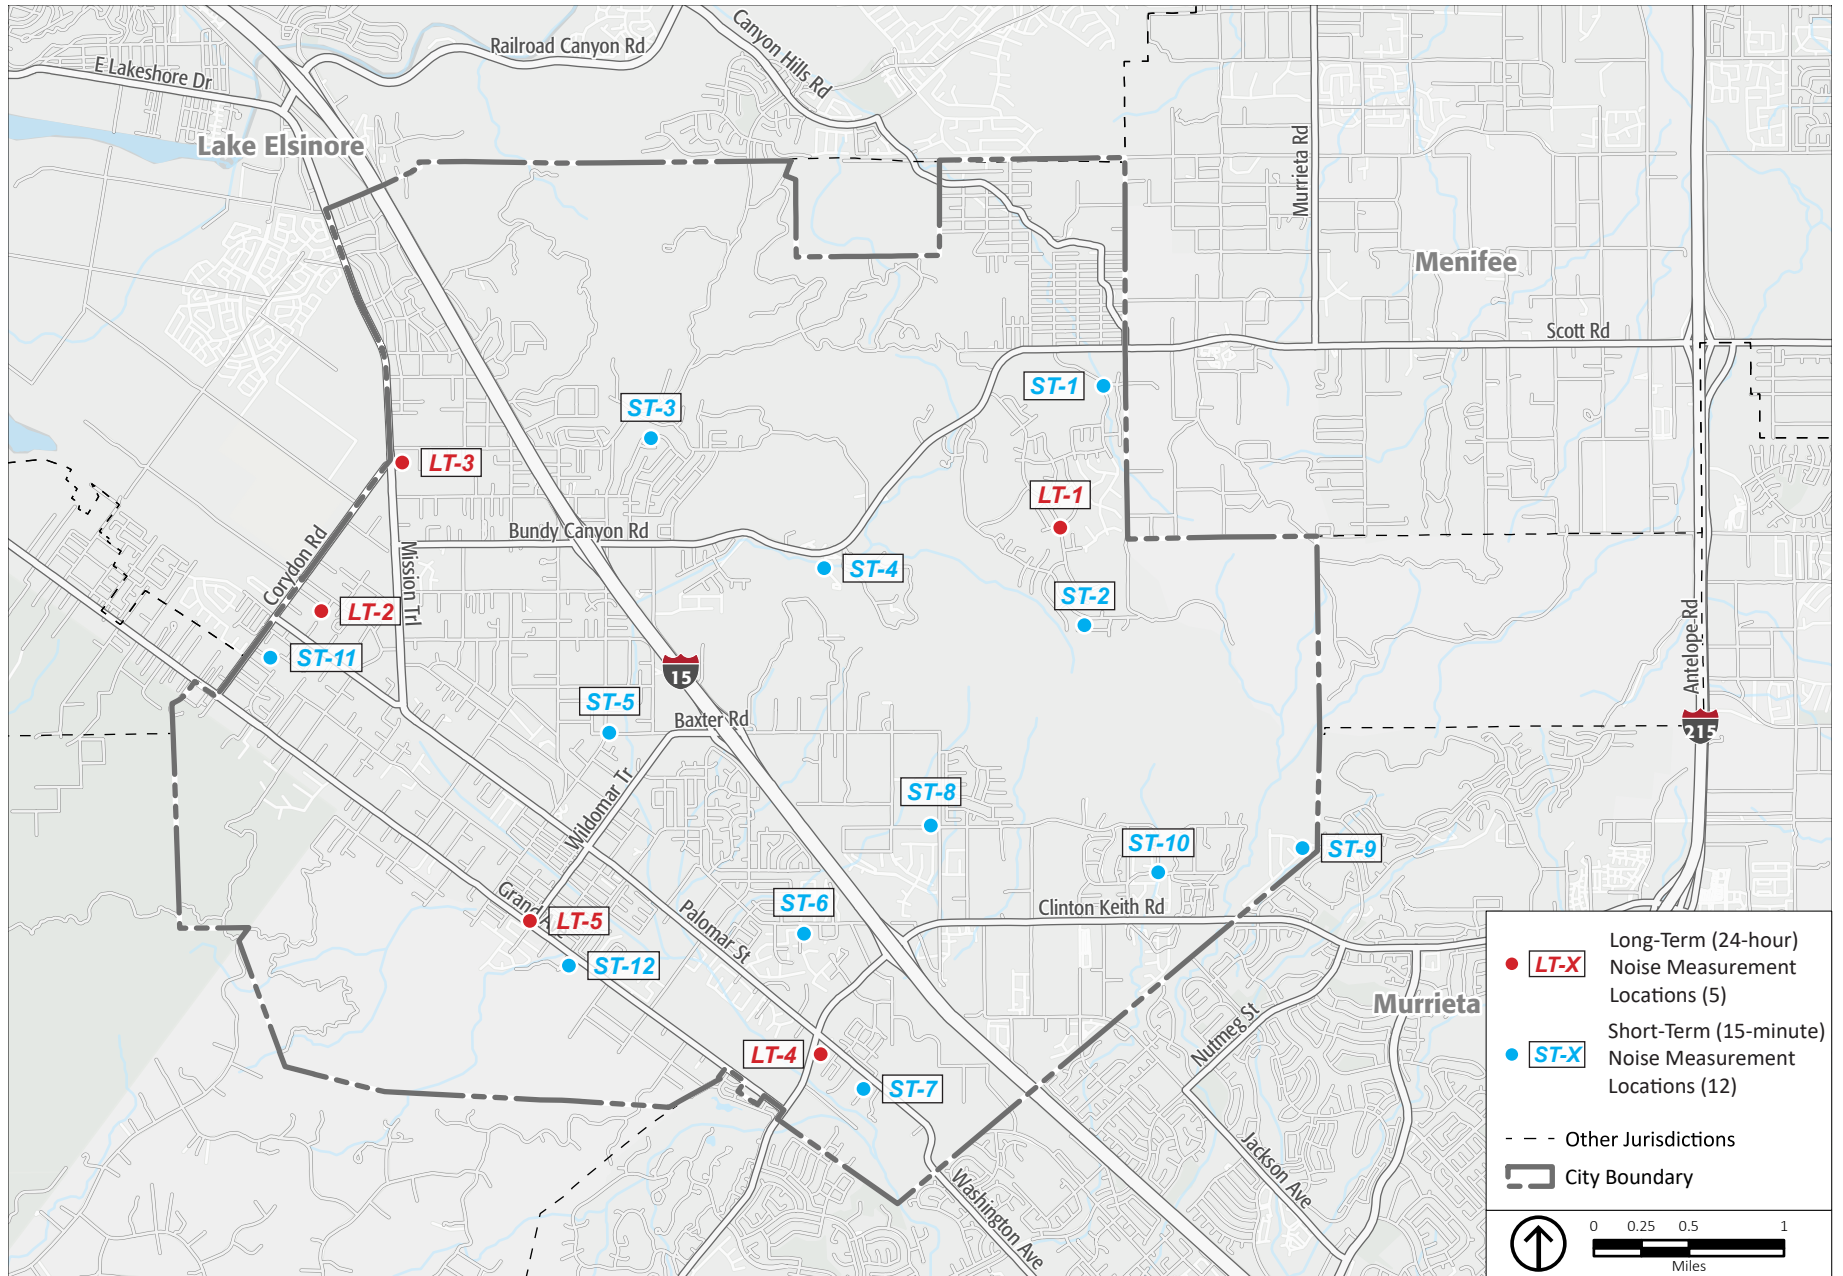 Canyon Hills Rd
Railroad Canyon Rd
E Lakeshore Dr
Lake Elsinore
Murrieta Rd
Menifee
Scott Rd
ST-1
ST-3
LT-3
LT-1
Bundy Canyon Rd
Corydon Rd
Mission Trl
ST-4
ST-2
LT-2
ST-11
15
Antelope Rd
ST-5
Baxter Rd
215
Wildomar Tr
ST-8
ST-10
ST-9
Grand Ave
LT-5
Palomar St
ST-6
Clinton Keith Rd
ST-12
Murrieta
Nutmeg St
LT-4
ST-7
Jackson Ave
Washington Ave
LT-X
Long-Term (24-hour)
Noise Measurement
Locations (5)
ST-X
Short-Term (15-minute)
Noise Measurement
Locations (12)
Other Jurisdictions
City Boundary
0 0.25 0.5 1
Miles